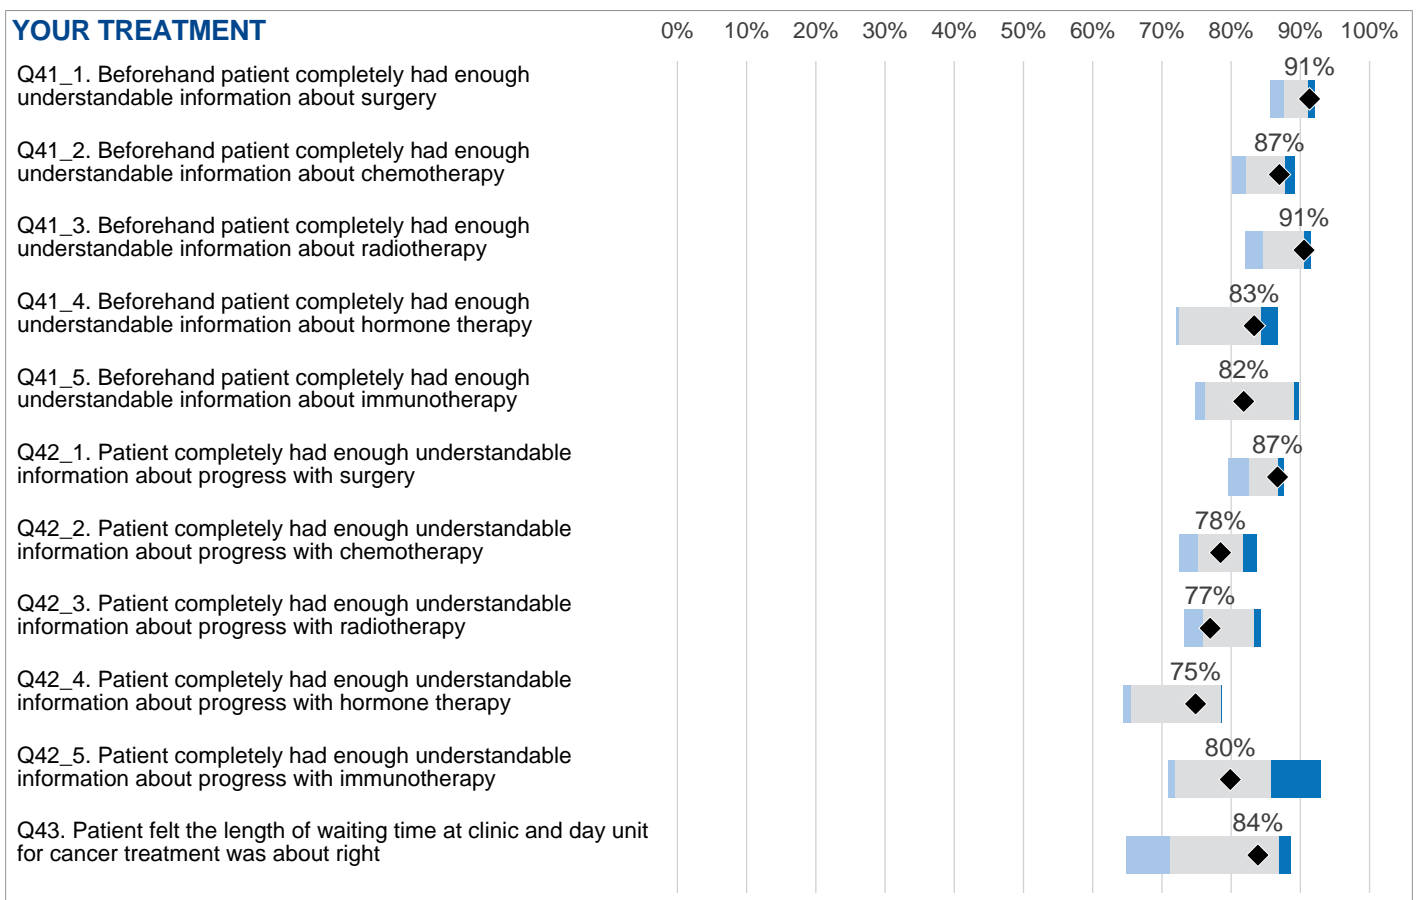 YOUR TREATMENT
0% 10% 20% 30% 40% 50% 60% 70% 80% 90% 100%
Q41_1. Beforehand patient completely had enough
understandable information about surgery
91%
Q41_2. Beforehand patient completely had enough
understandable information about chemotherapy
87%
Q41_3. Beforehand patient completely had enough
understandable information about radiotherapy
91%
Q41_4. Beforehand patient completely had enough
understandable information about hormone therapy
83%
Q41_5. Beforehand patient completely had enough
understandable information about immunotherapy
82%
Q42_1. Patient completely had enough understandable
information about progress with surgery
87%
Q42_2. Patient completely had enough understandable
information about progress with chemotherapy
78%
Q42_3. Patient completely had enough understandable
information about progress with radiotherapy
77%
Q42_4. Patient completely had enough understandable
information about progress with hormone therapy
75%
Q42_5. Patient completely had enough understandable
information about progress with immunotherapy
80%
Q43. Patient felt the length of waiting time at clinic and day unit
for cancer treatment was about right
84%